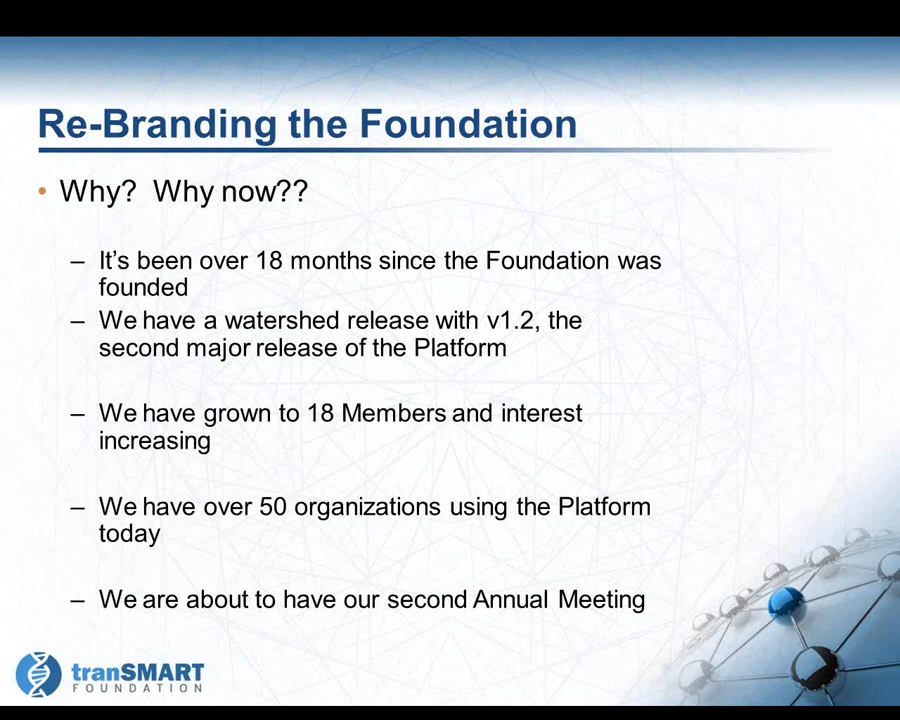 Re-Branding the Foundation
• Why?  Why now??
– It’s been over 18 months since the Foundation was
founded
– We have a watershed release with v1.2, the
second major release of the Platform
– We have grown to 18 Members and interest
increasing
– We have over 50 organizations using the Platform
today
– We are about to have our second Annual Meeting
tranSMART
FOUNDATION